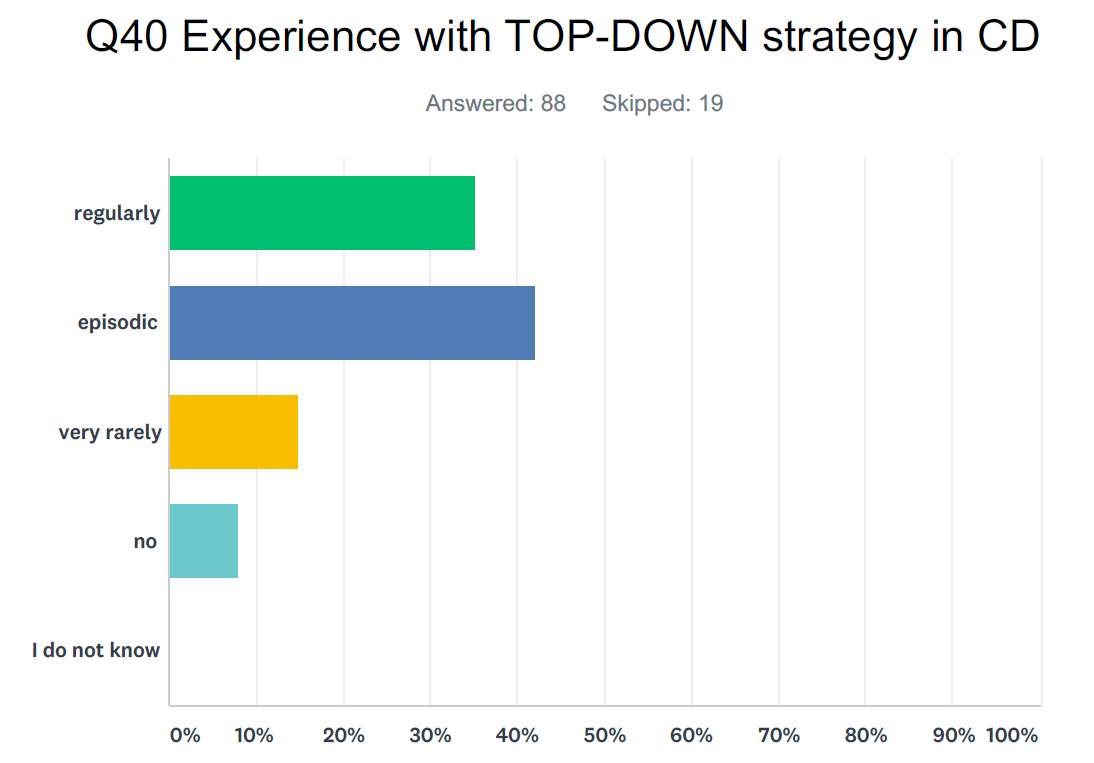 Q40 Experience with TOP-DOWN strategy in CD
Answered: 88 Skipped: 19
regularly
episodic
very rarely
no
I do not know
0% 10% 20% 30% 40% 50% 60% 70% 80% 90% 100%